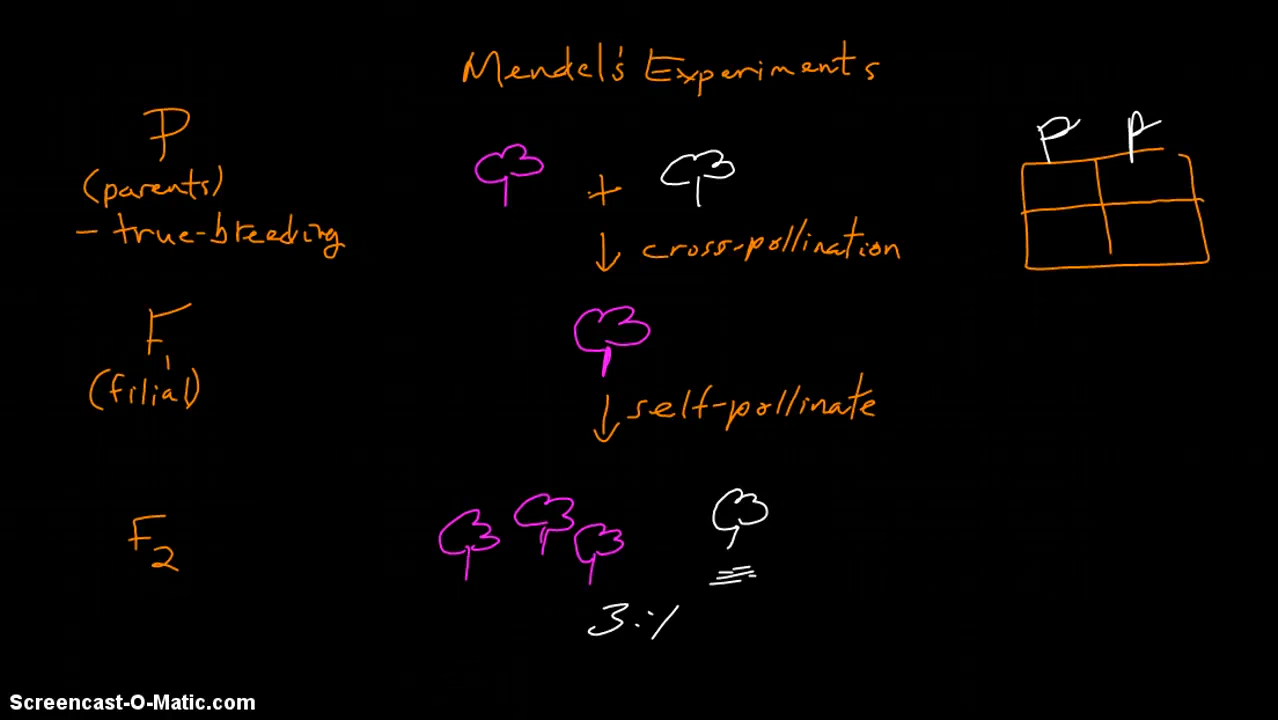 Mendel's Experiments
P
(parents)
- true-breeding
+
cross-pollination
P P
F1
(filial)
self-pollinate
F2
3:1
Screencast-O-Matic.com